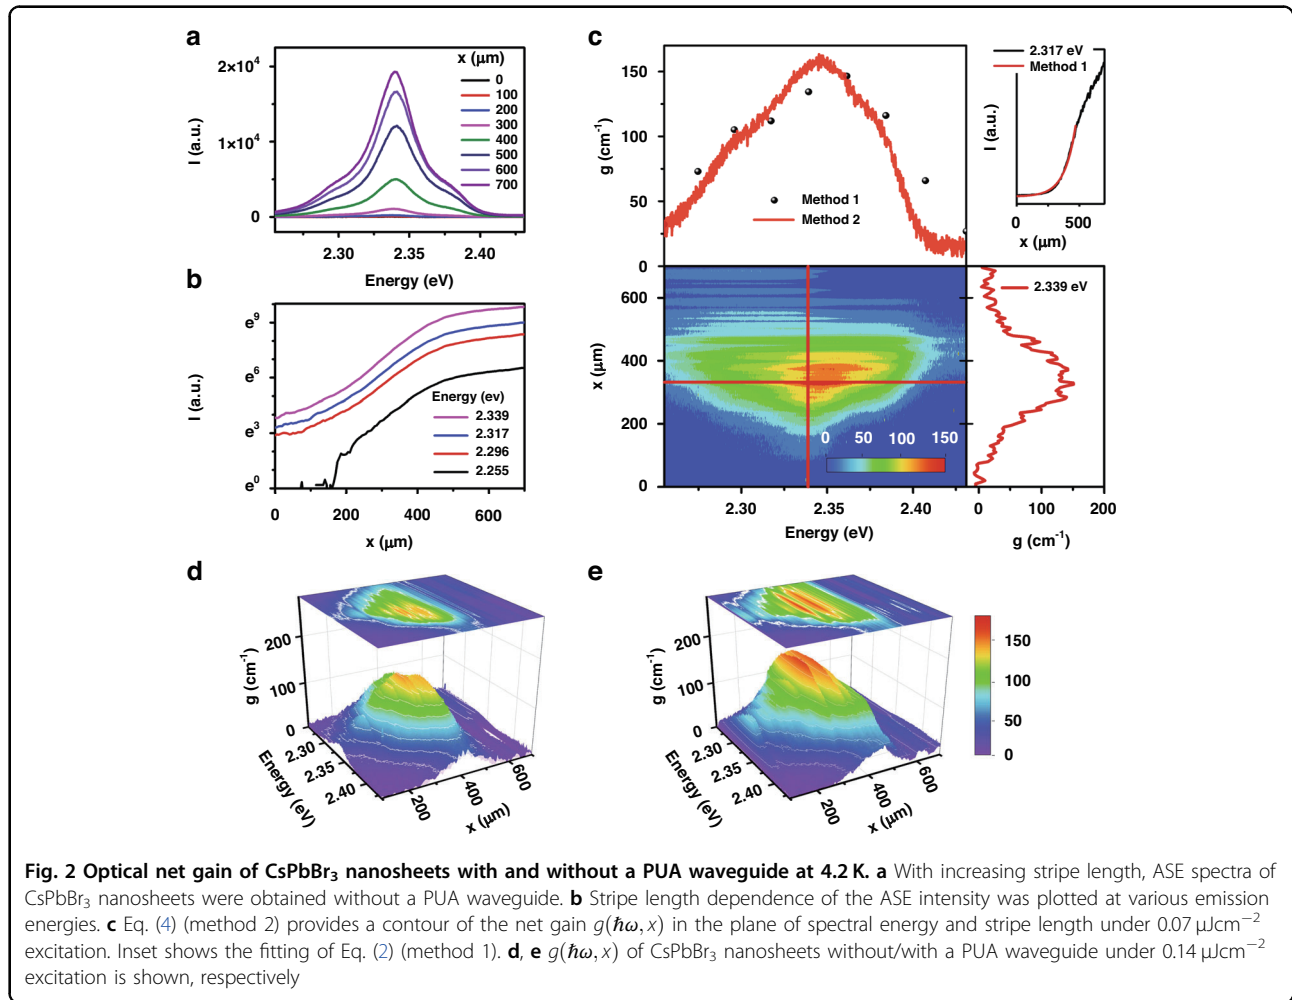 a
x (μm)
0
100
200
300
400
500
600
700
2×10⁴
1×10⁴
0
I (a.u.)
2.30
2.35
2.40
Energy (eV)
b
e⁹
e⁶
e³
e⁰
I (a.u.)
Energy (ev)
2.339
2.317
2.296
2.255
0
200
400
600
x (μm)
c
150
100
50
0
g (cm⁻¹)
Method 1
Method 2
2.317 eV
Method 1
I (a.u.)
0
500
x (μm)
600
400
200
0
x (μm)
0
50
100
150
2.30
2.35
2.40
Energy (eV)
2.339 eV
0
100
200
g (cm⁻¹)
d
200
100
0
g (cm⁻¹)
2.30
2.35
2.40
Energy (eV)
200
400
600
x (μm)
e
200
100
0
g (cm⁻¹)
2.30
2.35
2.40
Energy (eV)
200
400
600
x (μm)
150
100
50
0
Fig. 2 Optical net gain of CsPbBr₃ nanosheets with and without a PUA waveguide at 4.2 K. a With increasing stripe length, ASE spectra of
CsPbBr₃ nanosheets were obtained without a PUA waveguide. b Stripe length dependence of the ASE intensity was plotted at various emission
energies. c Eq. (4) (method 2) provides a contour of the net gain g(ℏω, x) in the plane of spectral energy and stripe length under 0.07 μJcm⁻²
excitation. Inset shows the fitting of Eq. (2) (method 1). d, e g(ℏω, x) of CsPbBr₃ nanosheets without/with a PUA waveguide under 0.14 μJcm⁻²
excitation is shown, respectively